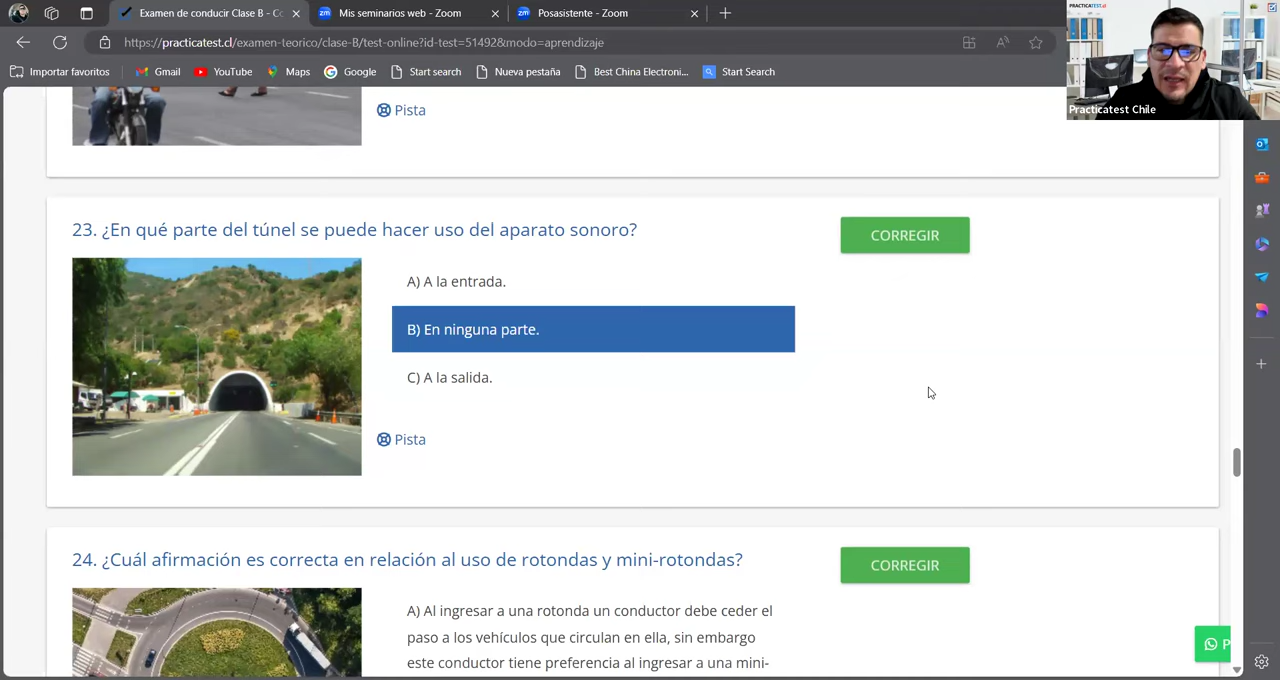 Examen de conducir Clase B - Co
Mis seminarios web - Zoom
Posasistente - Zoom
https://practicatest.cl/examen-teorico/clase-B/test-online?id-test=51492&modo=aprendizaje
Importar favoritos
Gmail
YouTube
Maps
Google
Start search
Nueva pestaña
Best China Electroni...
Start Search
PRACTICATEST.cl
Practicatest Chile
Pista
23. ¿En qué parte del túnel se puede hacer uso del aparato sonoro?
CORREGIR
A) A la entrada.
B) En ninguna parte.
C) A la salida.
Pista
24. ¿Cuál afirmación es correcta en relación al uso de rotondas y mini-rotondas?
CORREGIR
A) Al ingresar a una rotonda un conductor debe ceder el
paso a los vehículos que circulan en ella, sin embargo
este conductor tiene preferencia al ingresar a una mini-
P